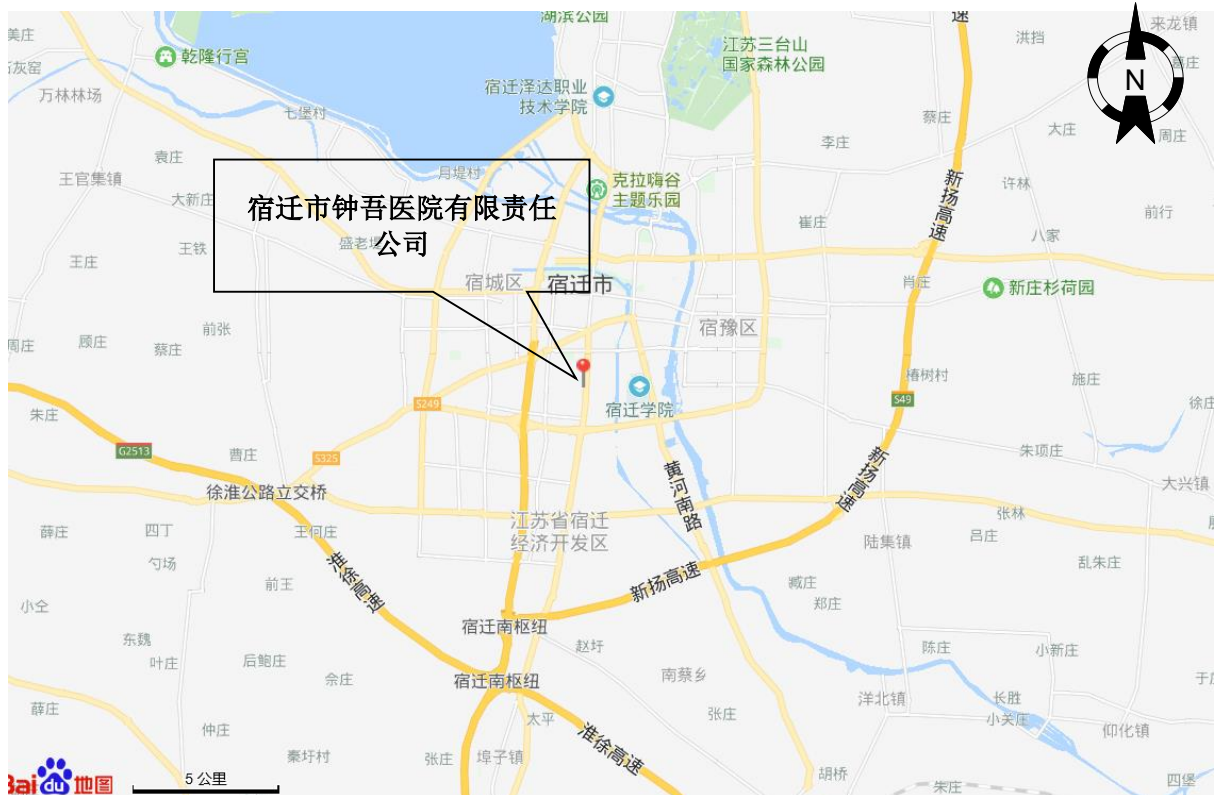 湖滨公园
速
来龙镇
美庄
乾隆行宫
江苏三台山
国家森林公园
洪挡
石灰窑
宿迁泽达职业
技术学院
N
万林林场
七堡村
蔡庄
大庄
周庄
李庄
袁庄
王官集镇
月堤村
克拉嗨谷
主题乐园
新扬高速
许林
大新庄
宿迁市钟吾医院有限责任
公司
前行
崔庄
八家
王铁
盛老堤
王庄
宿城区
宿迁市
肖庄
新庄杉荷园
前张
宿豫区
周庄
顾庄
蔡庄
椿树村
施庄
朱庄
S249
宿迁学院
S49
徐庄
G2513
曹庄
S325
朱项庄
黄河南路
新扬高速
徐淮公路立交桥
大兴镇
薛庄
四丁
王何庄
江苏省宿迁
经济开发区
张林
吕庄
陆集镇
勺场
乱朱庄
前王
淮徐高速
新扬高速
臧庄
郑庄
小仝
东魏
宿迁南枢纽
叶庄
后鲍庄
赵圩
陈庄
小新庄
佘庄
宿迁南枢纽
南蔡乡
薛庄
洋北镇
长胜
小关庄
仲庄
太平
张庄
仰化镇
秦圩村
张庄
埠子镇
淮徐高速
胡桥
朱庄
四堡
Bai du 地图
5 公里